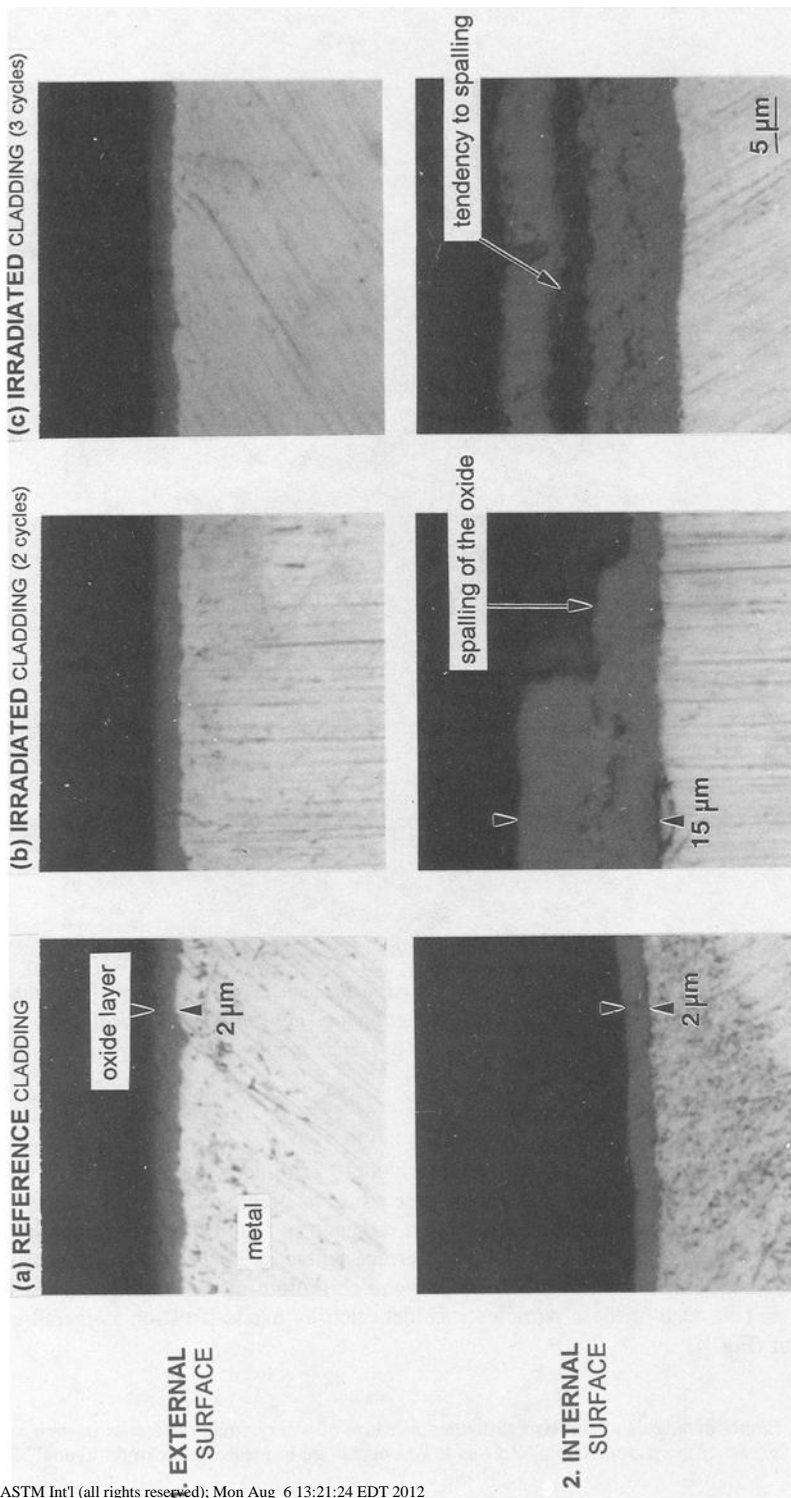 (a) REFERENCE CLADDING
(b) IRRADIATED CLADDING (2 cycles)
(c) IRRADIATED CLADDING (3 cycles)
1. EXTERNAL
SURFACE
oxide layer
2 µm
metal
2. INTERNAL
SURFACE
2 µm
15 µm
spalling of the oxide
tendency to spalling
5 µm
ASTM Int'l (all rights reserved); Mon Aug 6 13:21:24 EDT 2012